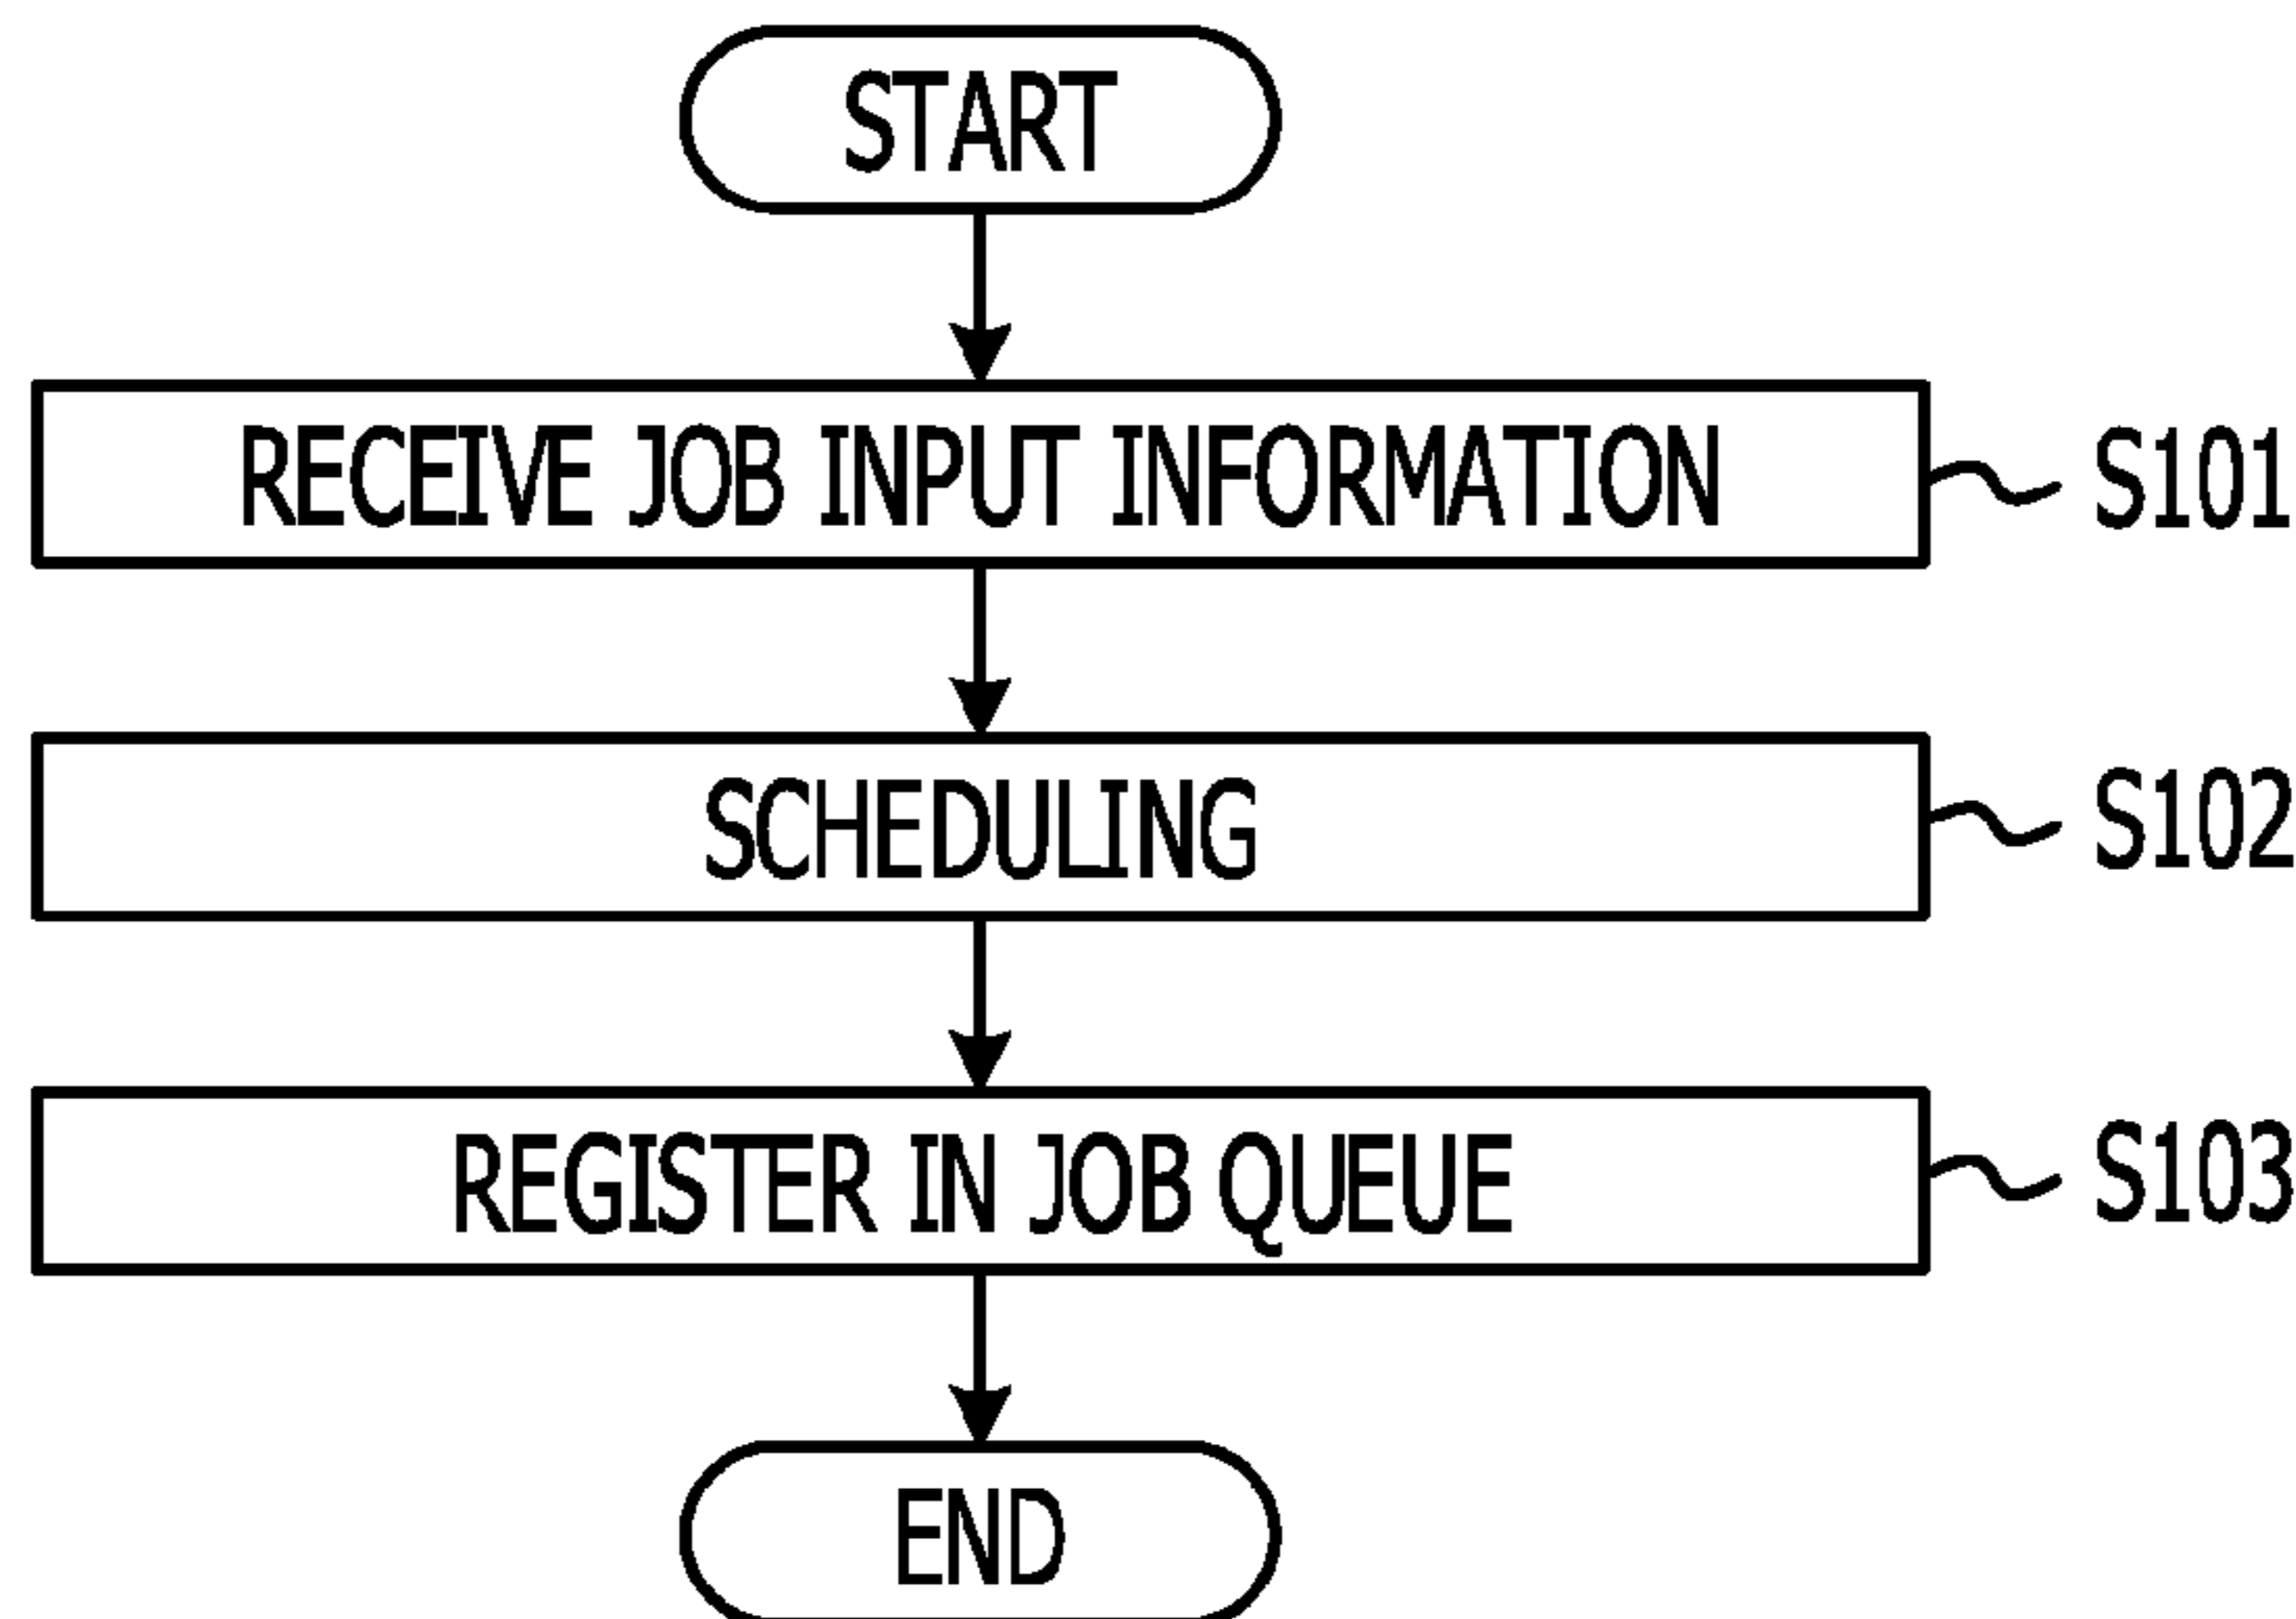 START
RECEIVE JOB INPUT INFORMATION
S101
SCHEDULING
S102
REGISTER IN JOB QUEUE
S103
END